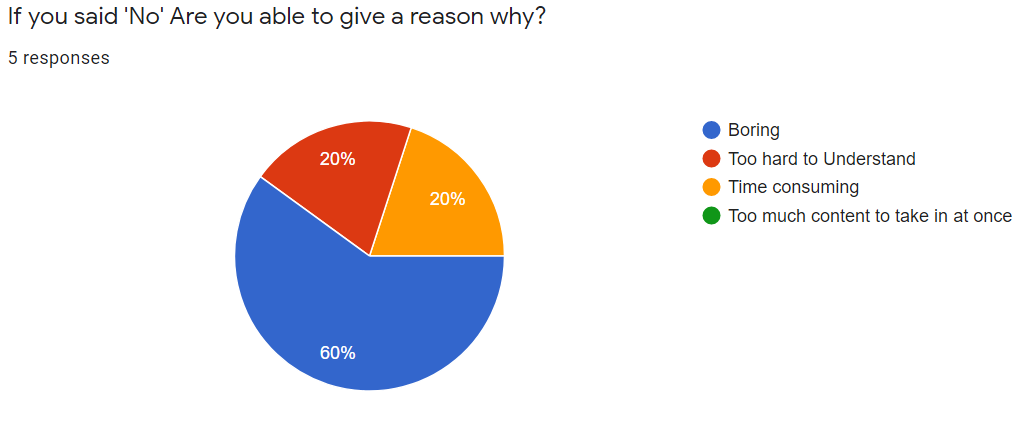 If you said 'No' Are you able to give a reason why?
5 responses
20%
20%
60%
Boring
Too hard to Understand
Time consuming
Too much content to take in at once